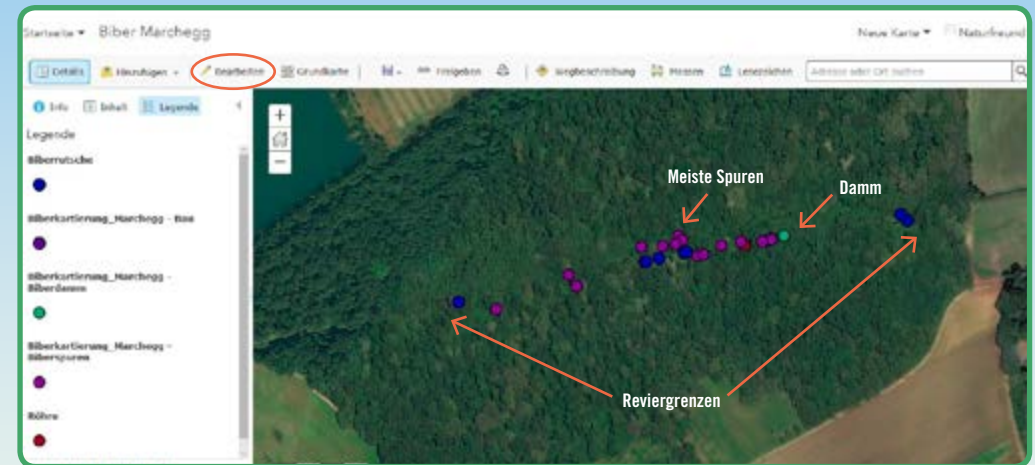 Startseite Biber Marchegg Neue Karte Naturfreund
Details Hinzufügen Bearbeiten Grundkarte Freigeben Wegbeschreibung Messen Lesezeichen Adresse oder Ort suchen
Info Inhalt Legende
Legende
Biberrutsche
Biberkartierung_Marchegg - Bau
Biberkartierung_Marchegg -
Biberdamm
Biberkartierung_Marchegg -
Biberspuren
Röhre
+
−
Meiste Spuren
Damm
Reviergrenzen